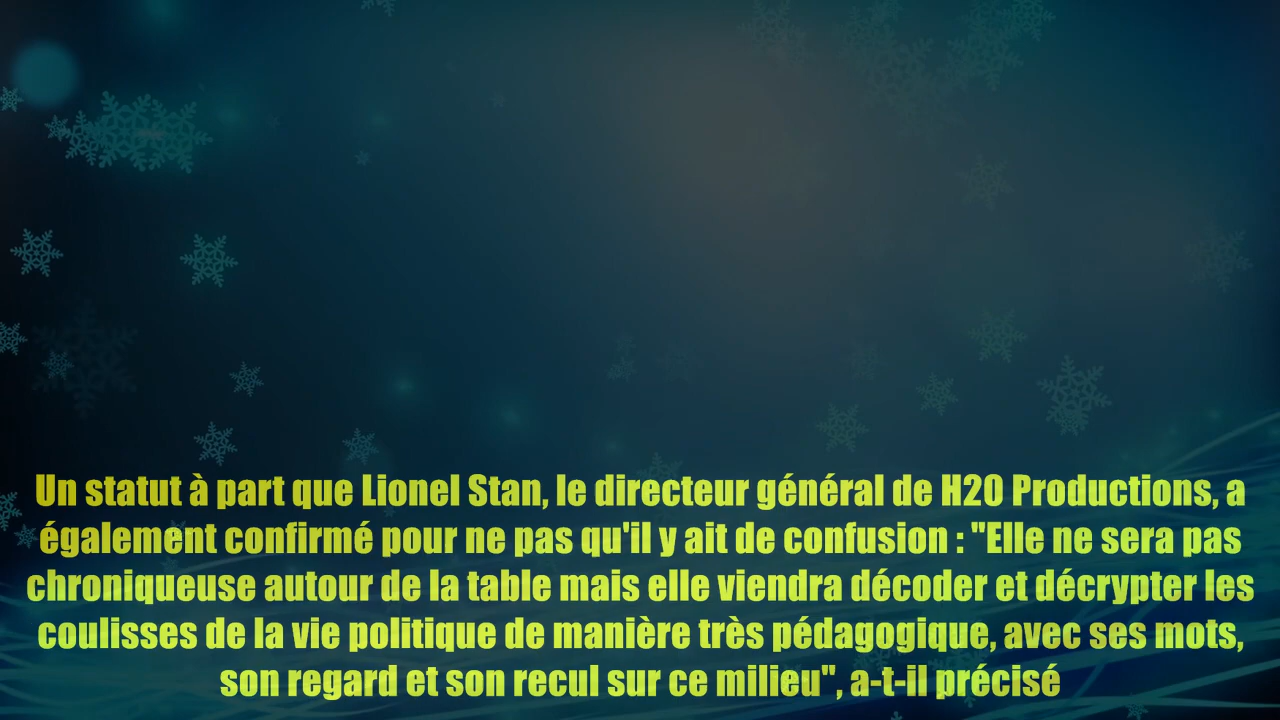 Un statut à part que Lionel Stan, le directeur général de H20 Productions, a
également confirmé pour ne pas qu'il y ait de confusion : "Elle ne sera pas
chroniqueuse autour de la table mais elle viendra décoder et décrypter les
coulisses de la vie politique de manière très pédagogique, avec ses mots,
son regard et son recul sur ce milieu", a-t-il précisé